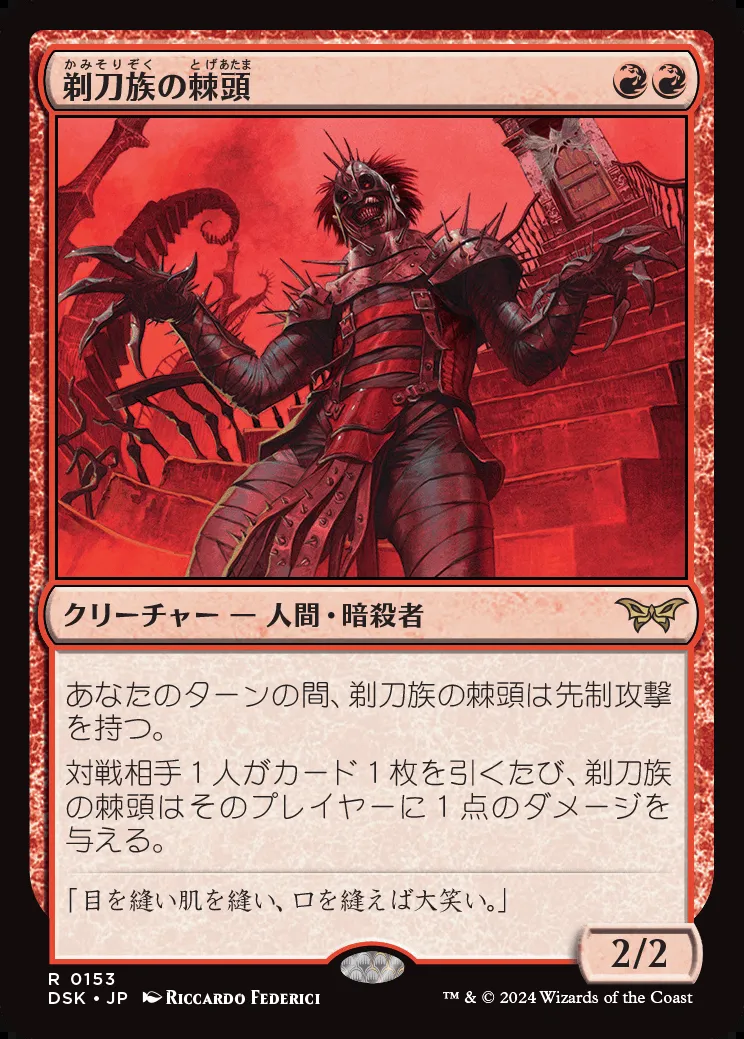 かみそりぞく とげあたま
剃刀族の棘頭
クリーチャー — 人間・暗殺者
あなたのターンの間、剃刀族の棘頭は先制攻撃
を持つ。
対戦相手1人がカード1枚を引くたび、剃刀族
の棘頭はそのプレイヤーに1点のダメージを
与える。
「目を縫い肌を縫い、口を縫えば大笑い。」
2/2
R 0153
DSK • JP Riccardo Federici
™ & © 2024 Wizards of the Coast